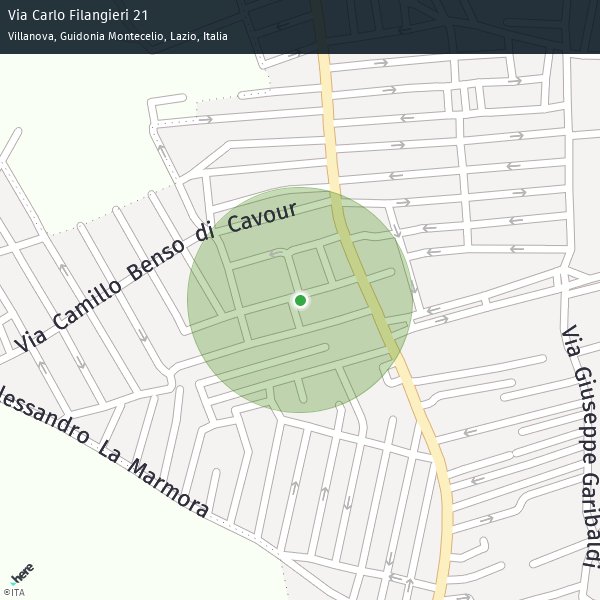 Via Carlo Filangieri 21
Villanova, Guidonia Montecelio, Lazio, Italia
Via Camillo Benso di Cavour
lessandro La Marmora
Via Giuseppe Garibaldi
here
©ITA